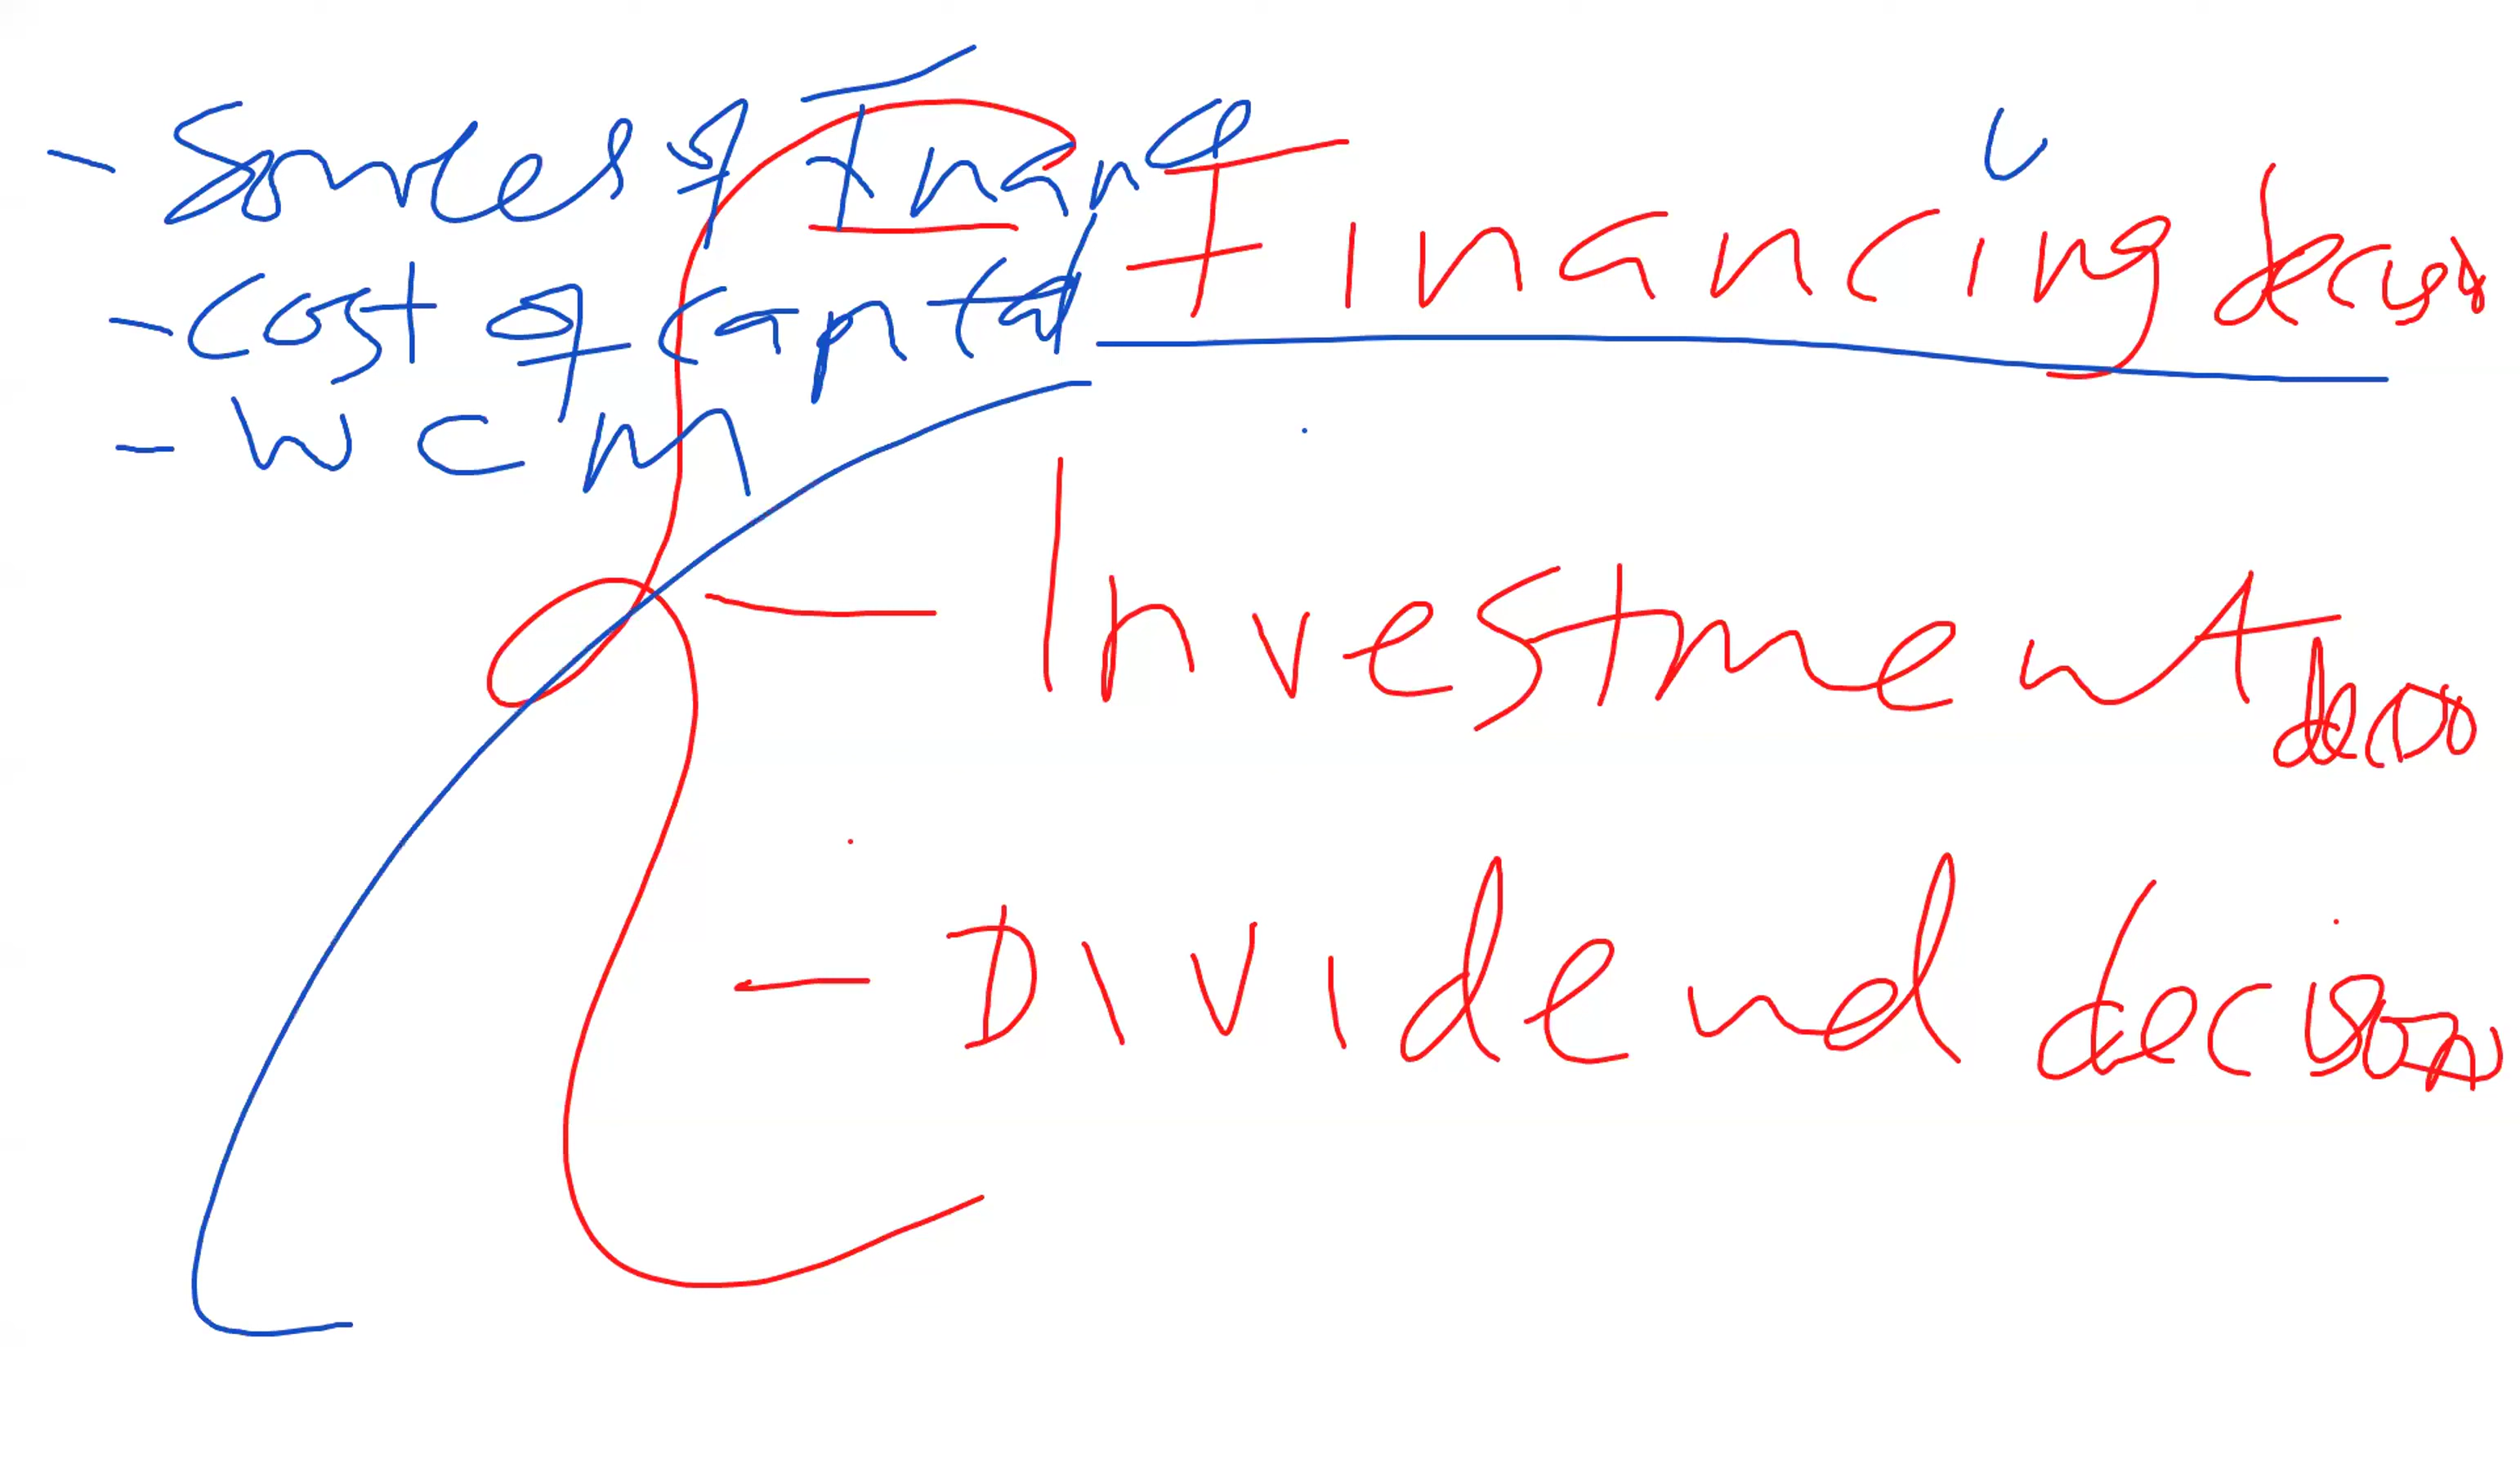 - Sources of Finance
- Cost of capital
- WCM
- Financing decision
- Investment decision
- Dividend decision